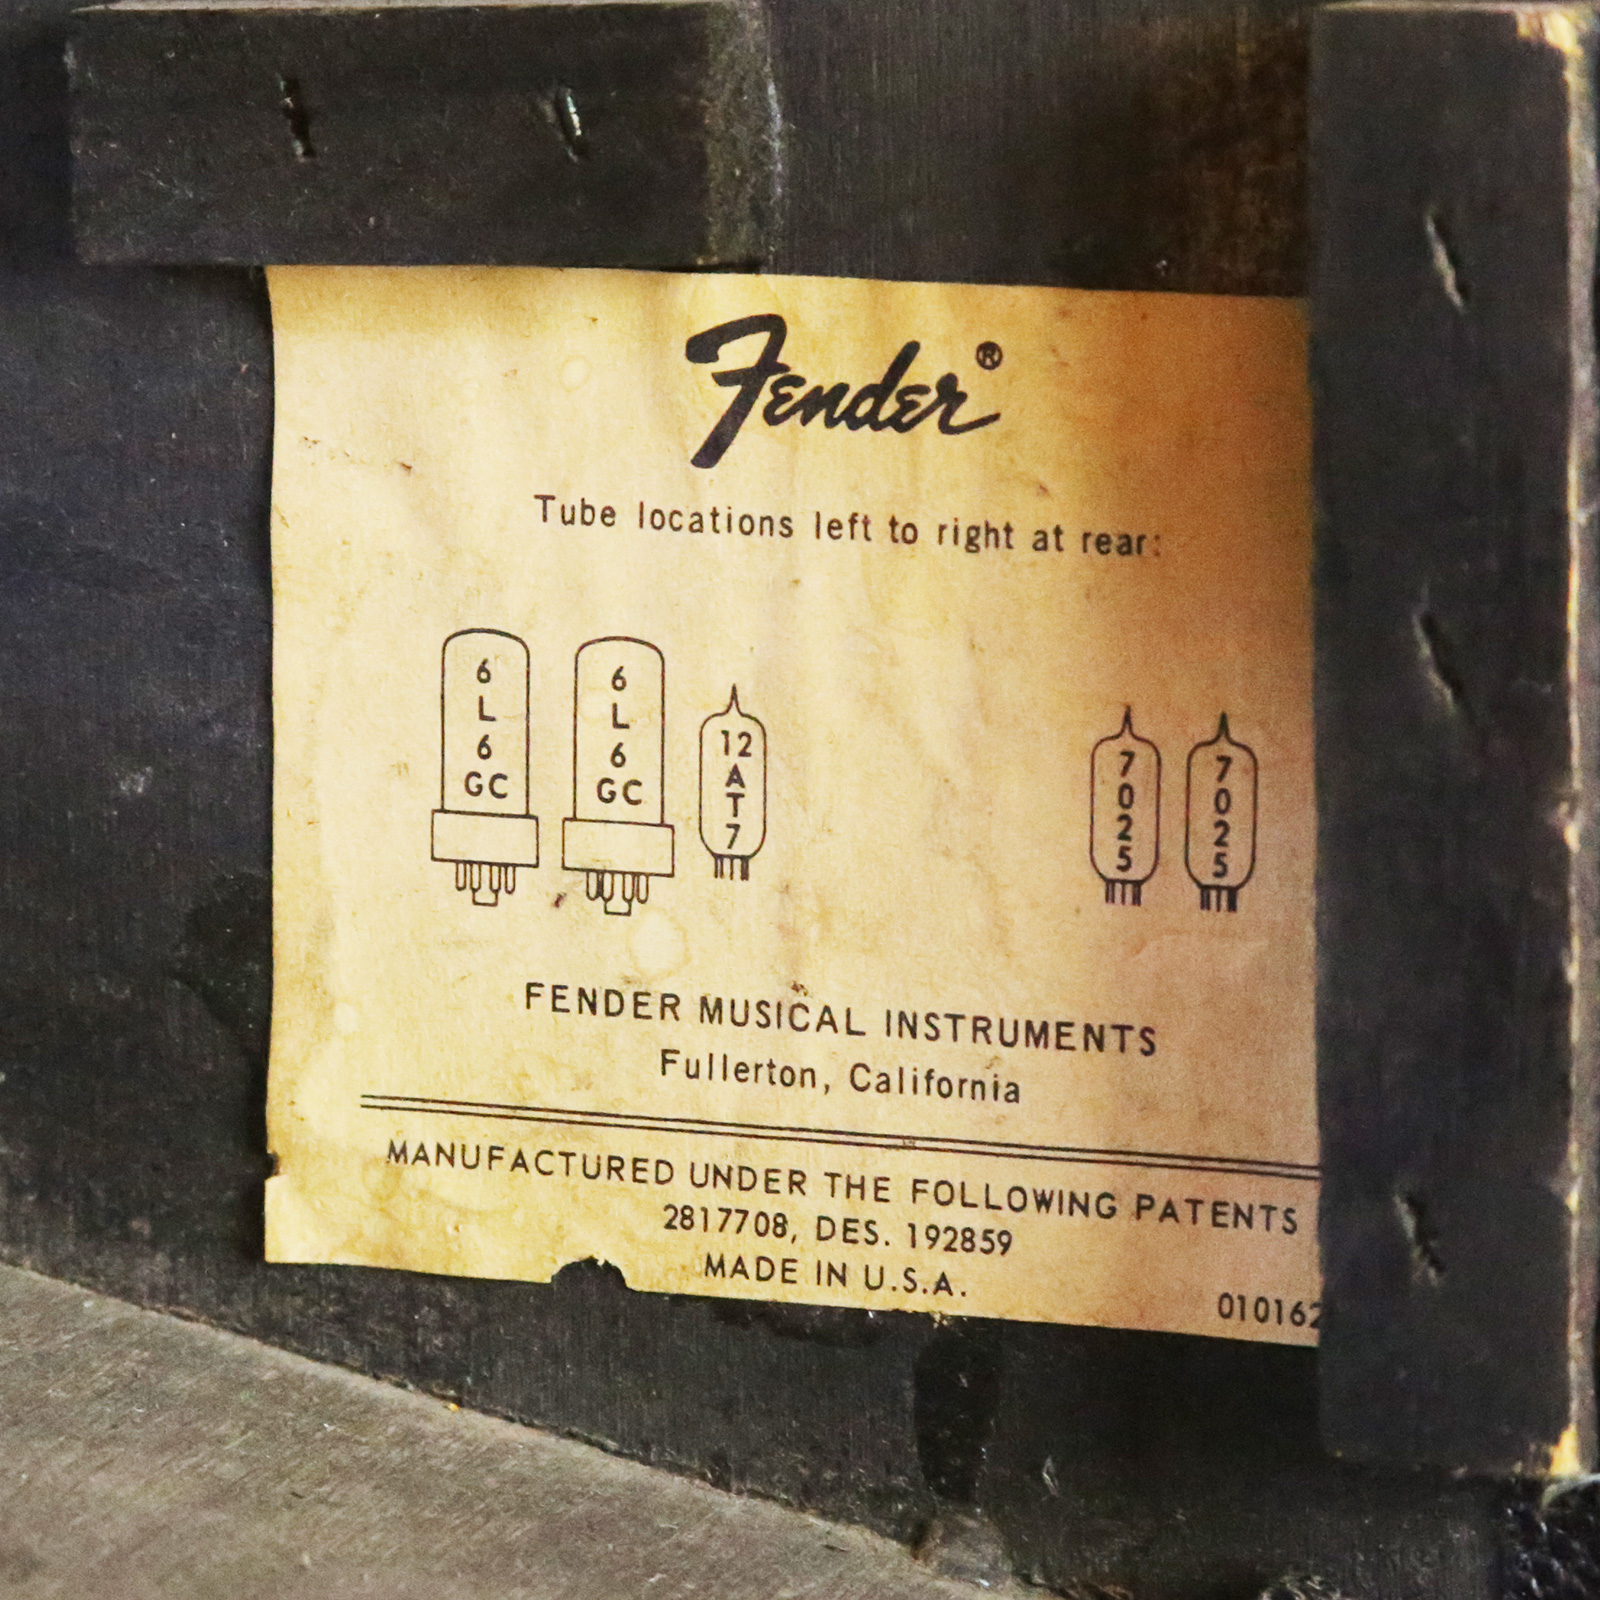 Fender®
Tube locations left to right at rear:
6
L
6
GC
6
L
6
GC
12
A
T
7
7
0
2
5
7
0
2
5
FENDER MUSICAL INSTRUMENTS
Fullerton, California
MANUFACTURED UNDER THE FOLLOWING PATENTS
2817708, DES. 192859
MADE IN U.S.A.
010162